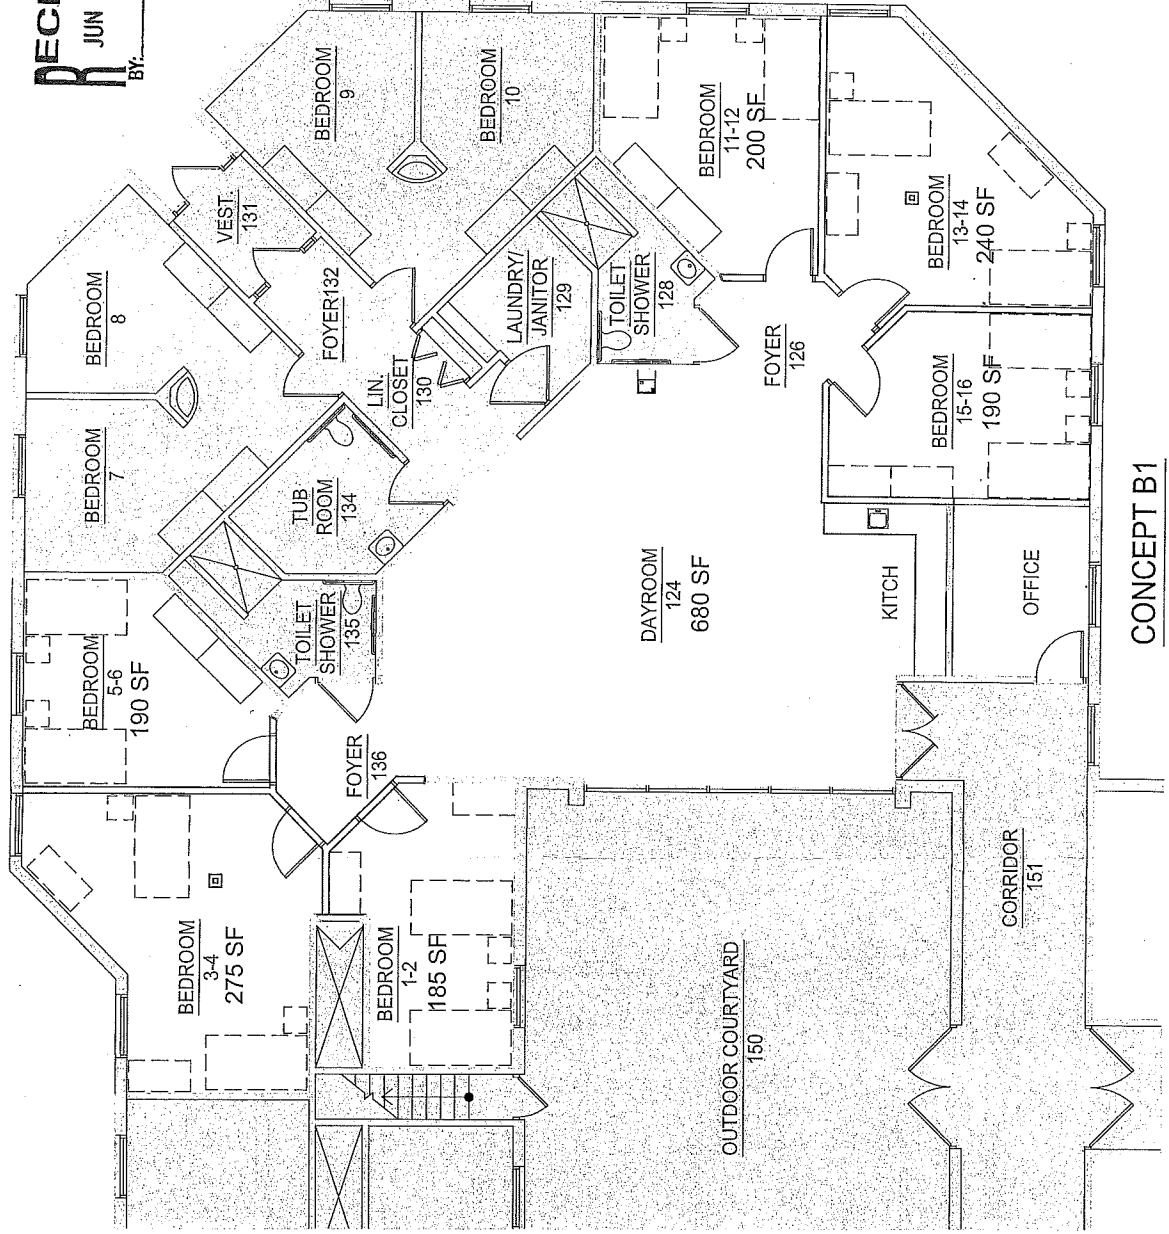 ECE
JUN
BY:
BEDROOM
9
BEDROOM
10
BEDROOM
11-12
200 SF
BEDROOM
13-14
240 SF
BEDROOM
15-16
190 SF
VEST.
131
FOYER132
BEDROOM
8
BEDROOM
7
LIN.
CLOSET
130
LAUNDRY/
JANITOR
129
TOILET
SHOWER
128
FOYER
126
TUB
ROOM
134
BEDROOM
5-6
190 SF
TOILET
SHOWER
135
FOYER
136
DAYROOM
124
680 SF
KITCH
OFFICE
BEDROOM
3-4
275 SF
BEDROOM
1-2
185 SF
OUTDOOR COURTYARD
150
CORRIDOR
151
CONCEPT B1